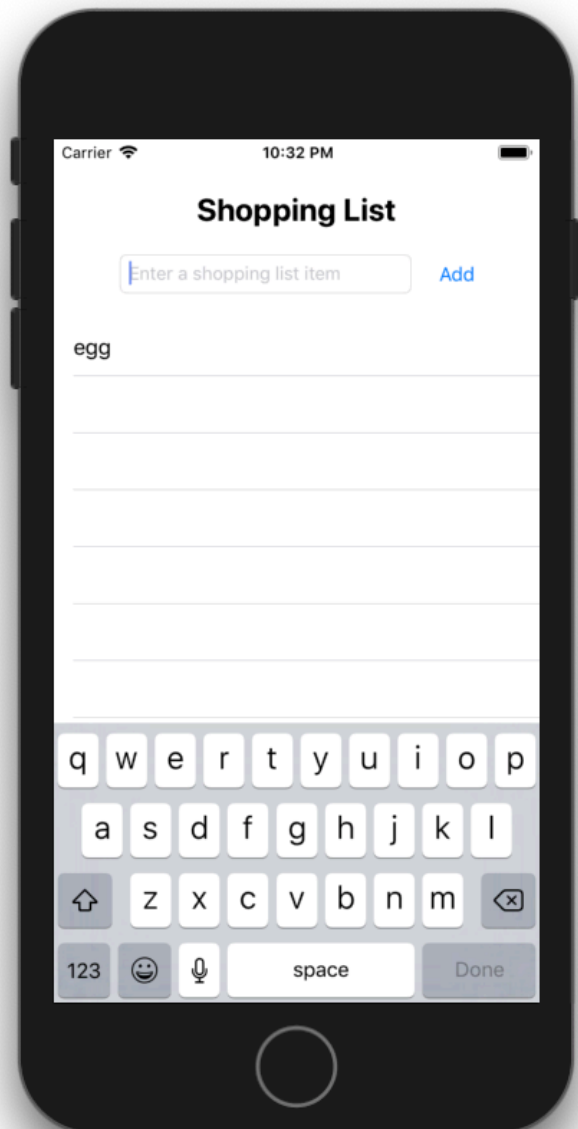 Carrier 10:32 PM
Shopping List
Enter a shopping list item Add
egg
q w e r t y u i o p
a s d f g h j k l
z x c v b n m
123 space Done